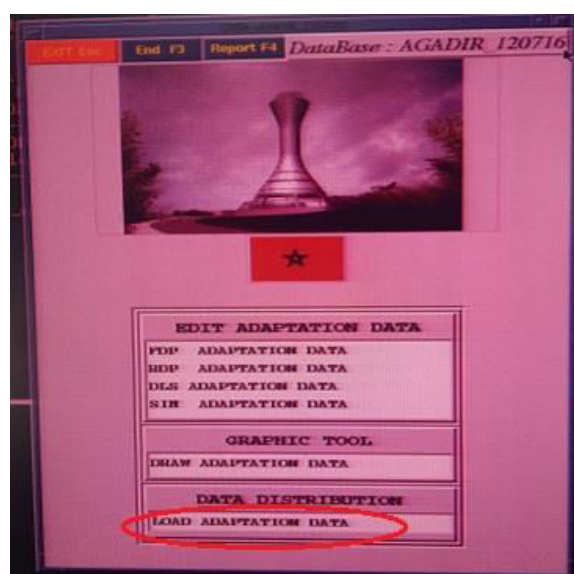 EXIT Esc End F3 Report F4 DataBase : AGADIR_120716
EDIT ADAPTATION DATA
FDP ADAPTATION DATA
RDP ADAPTATION DATA
DLS ADAPTATION DATA
SIM ADAPTATION DATA
GRAPHIC TOOL
DRAW ADAPTATION DATA
DATA DISTRIBUTION
LOAD ADAPTATION DATA